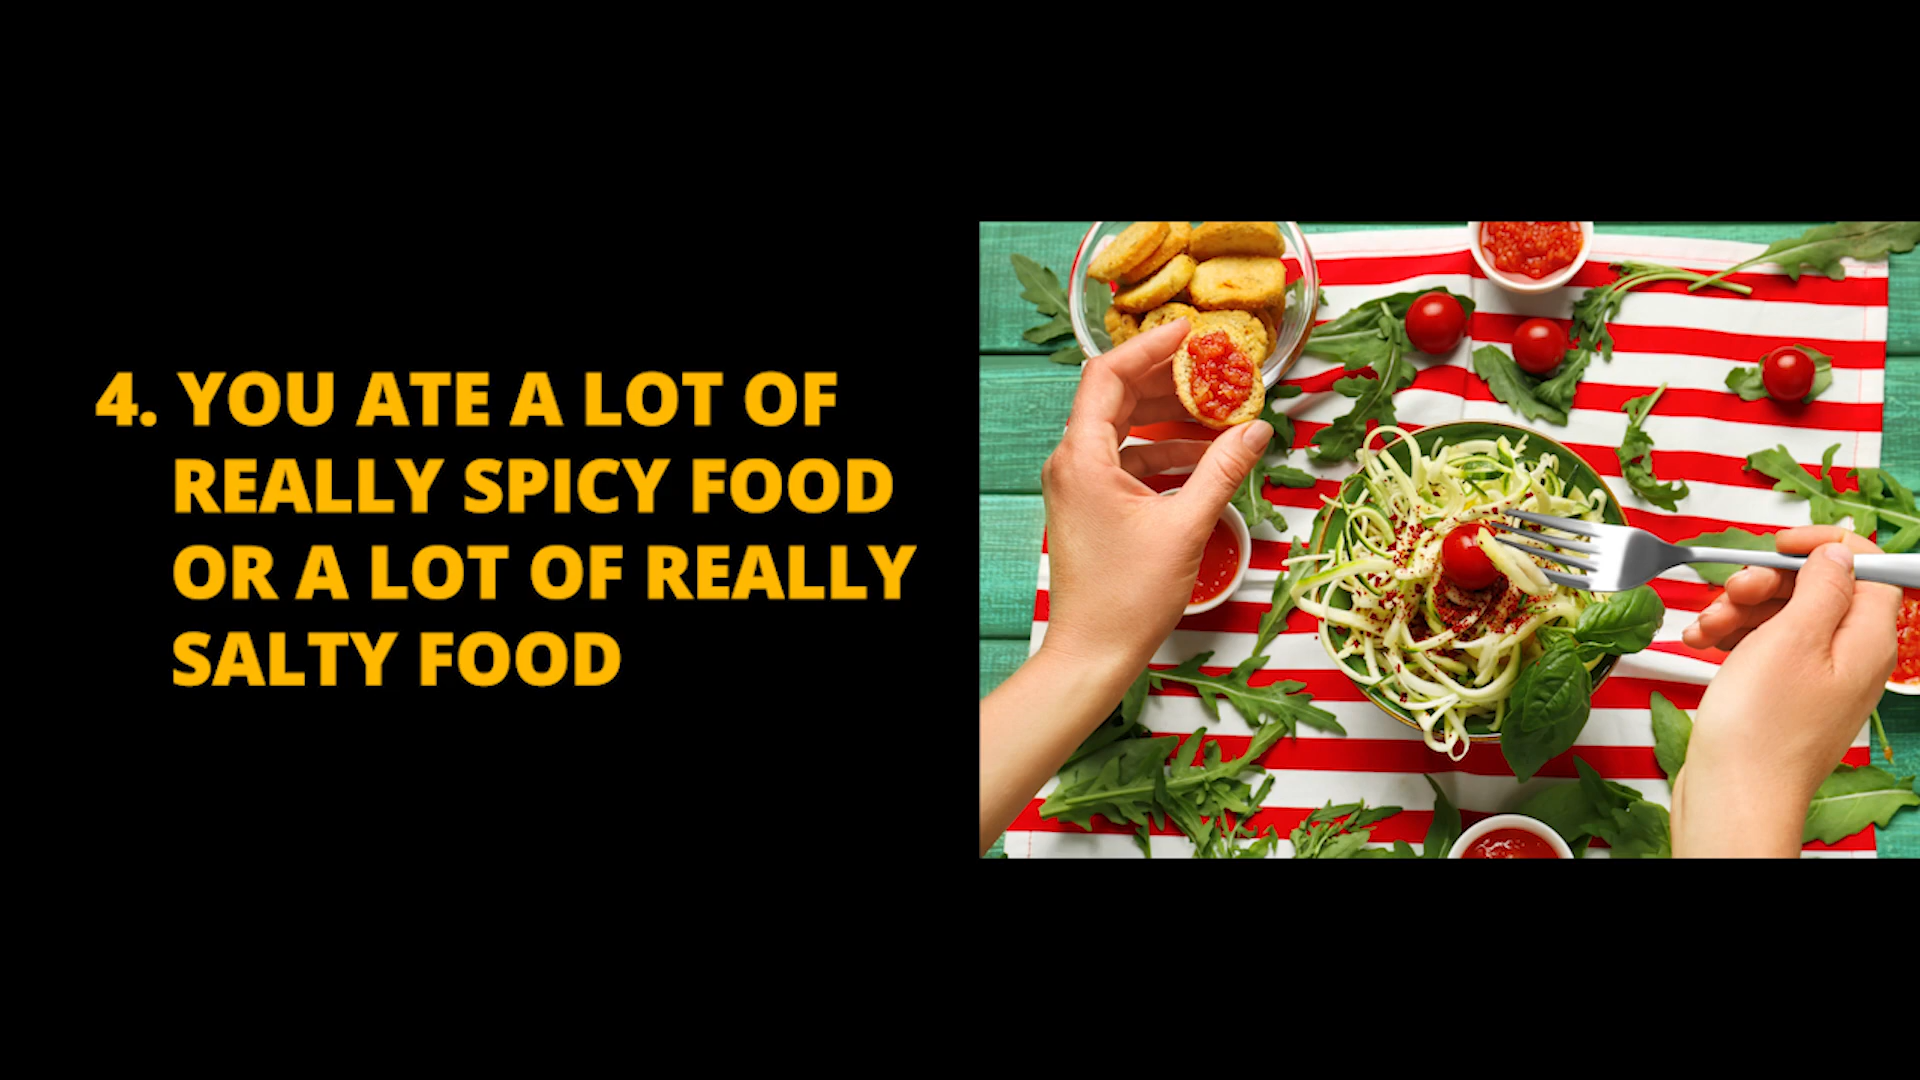 4. YOU ATE A LOT OF
REALLY SPICY FOOD
OR A LOT OF REALLY
SALTY FOOD